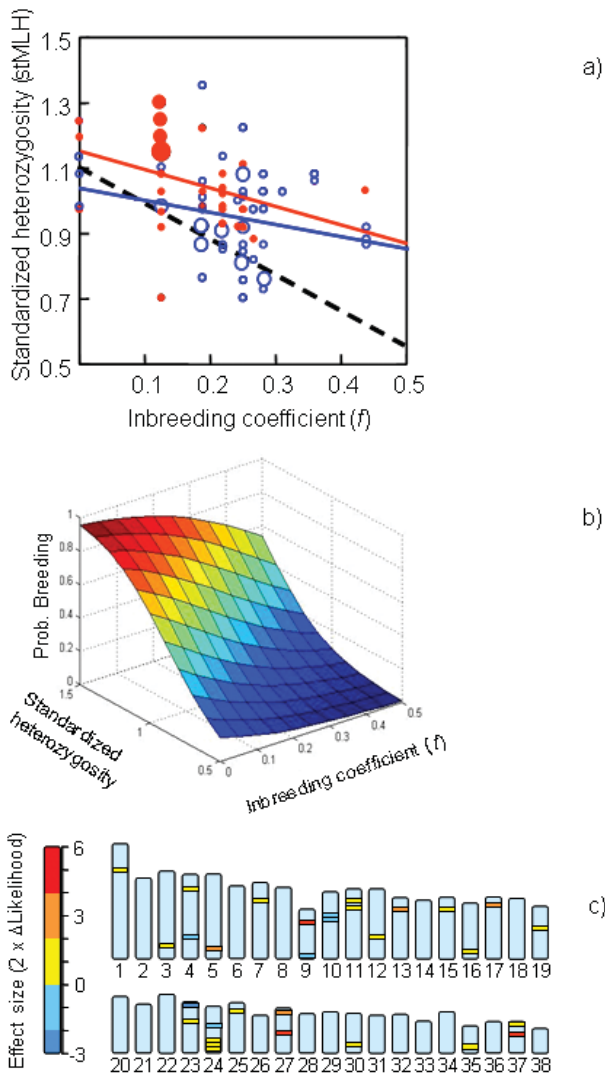 Standardized heterozygosity (stMLH)
1.5
1.3
1.1
0.9
0.7
0.5
0.1 0.2 0.3 0.4 0.5
Inbreeding coefficient (f)
a)
Prob. Breeding
1
0.8
0.6
0.4
0.2
0
1.5
1
0.5
Standardized
heterozygosity
0 0.1 0.2 0.3 0.4 0.5
Inbreeding coefficient (f)
b)
Effect size (2 x ΔLikelihood)
6
3
0
-3
1 2 3 4 5 6 7 8 9 10 11 12 13 14 15 16 17 18 19
20 21 22 23 24 25 26 27 28 29 30 31 32 33 34 35 36 37 38
c)